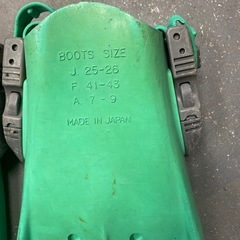 BOOTS SIZE
J. 25-26
F. 41-43
A. 7-9
MADE IN JAPAN